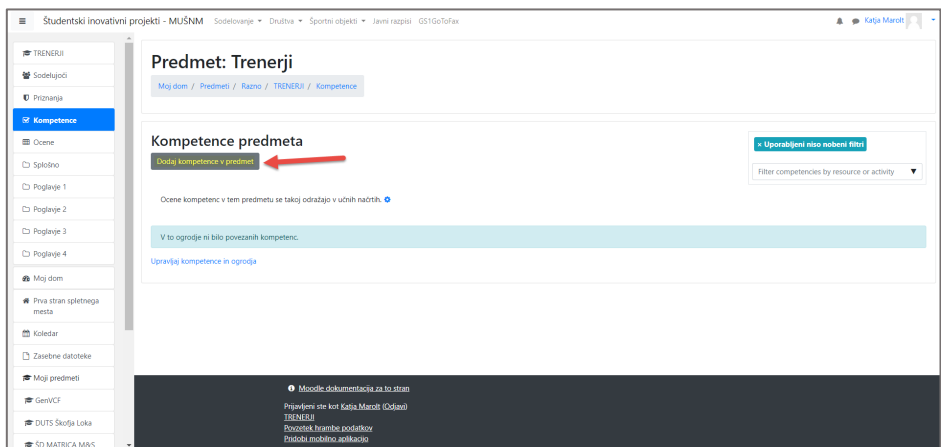 Študentski inovativni projekti - MUŠNM Sodelovanje Društva Športni objekti Javni razpisi GS1GoToFax Katja Marolt
TRENERJI
Sodelujoči
Priznanja
Kompetence
Ocene
Splošno
Poglavje 1
Poglavje 2
Poglavje 3
Poglavje 4
Moj dom
Prva stran spletnega
mesta
Koledar
Zasebne datoteke
Moji predmeti
GenVCF
DUTS Škofja Loka
ŠD MATRICA M&S
Predmet: Trenerji
Moj dom / Predmeti / Razno / TRENERJI / Kompetence
Kompetence predmeta
Dodaj kompetence v predmet
× Uporabljeni niso nobeni filtri
Filter competencies by resource or activity ▼
Ocene kompetenc v tem predmetu se takoj odražajo v učnih načrtih.
V to ogrodje ni bilo povezanih kompetenc.
Upravljaj kompetence in ogrodja
Moodle dokumentacija za to stran
Prijavljeni ste kot Katja Marolt (Odjavi)
TRENERJI
Povzetek hrambe podatkov
Pridobi mobilno aplikacijo